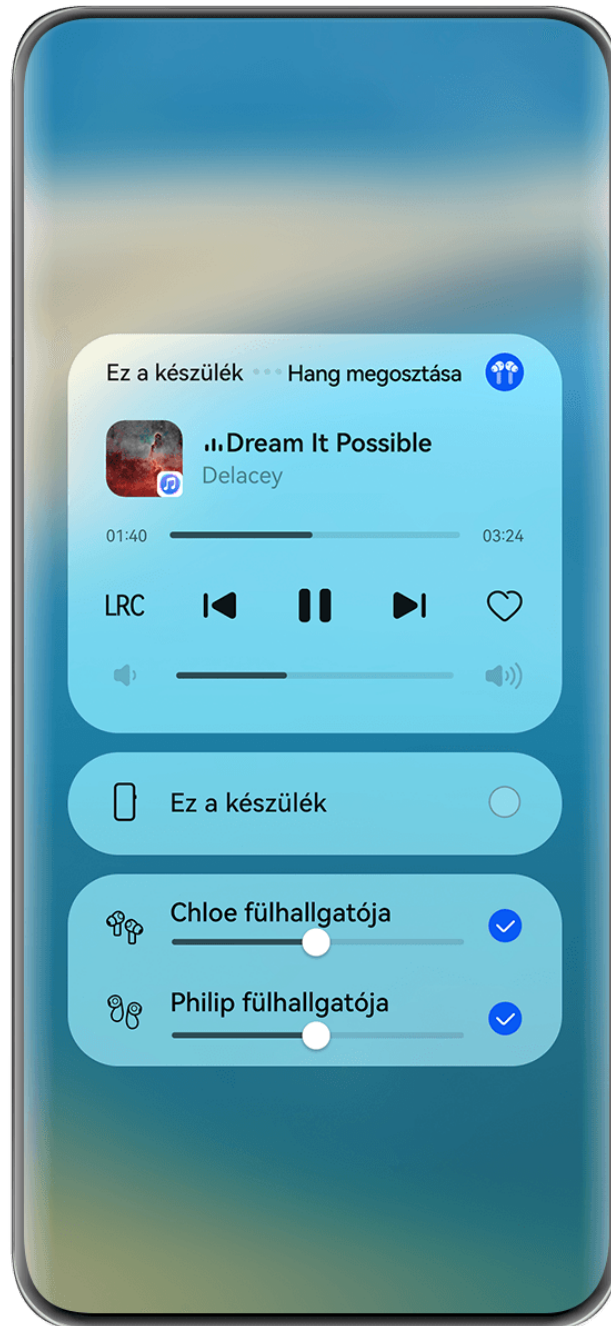 Ez a készülék ••• Hang megosztása
Dream It Possible
Delacey
01:40 03:24
LRC
Ez a készülék
Chloe fülhallgatója
Philip fülhallgatója